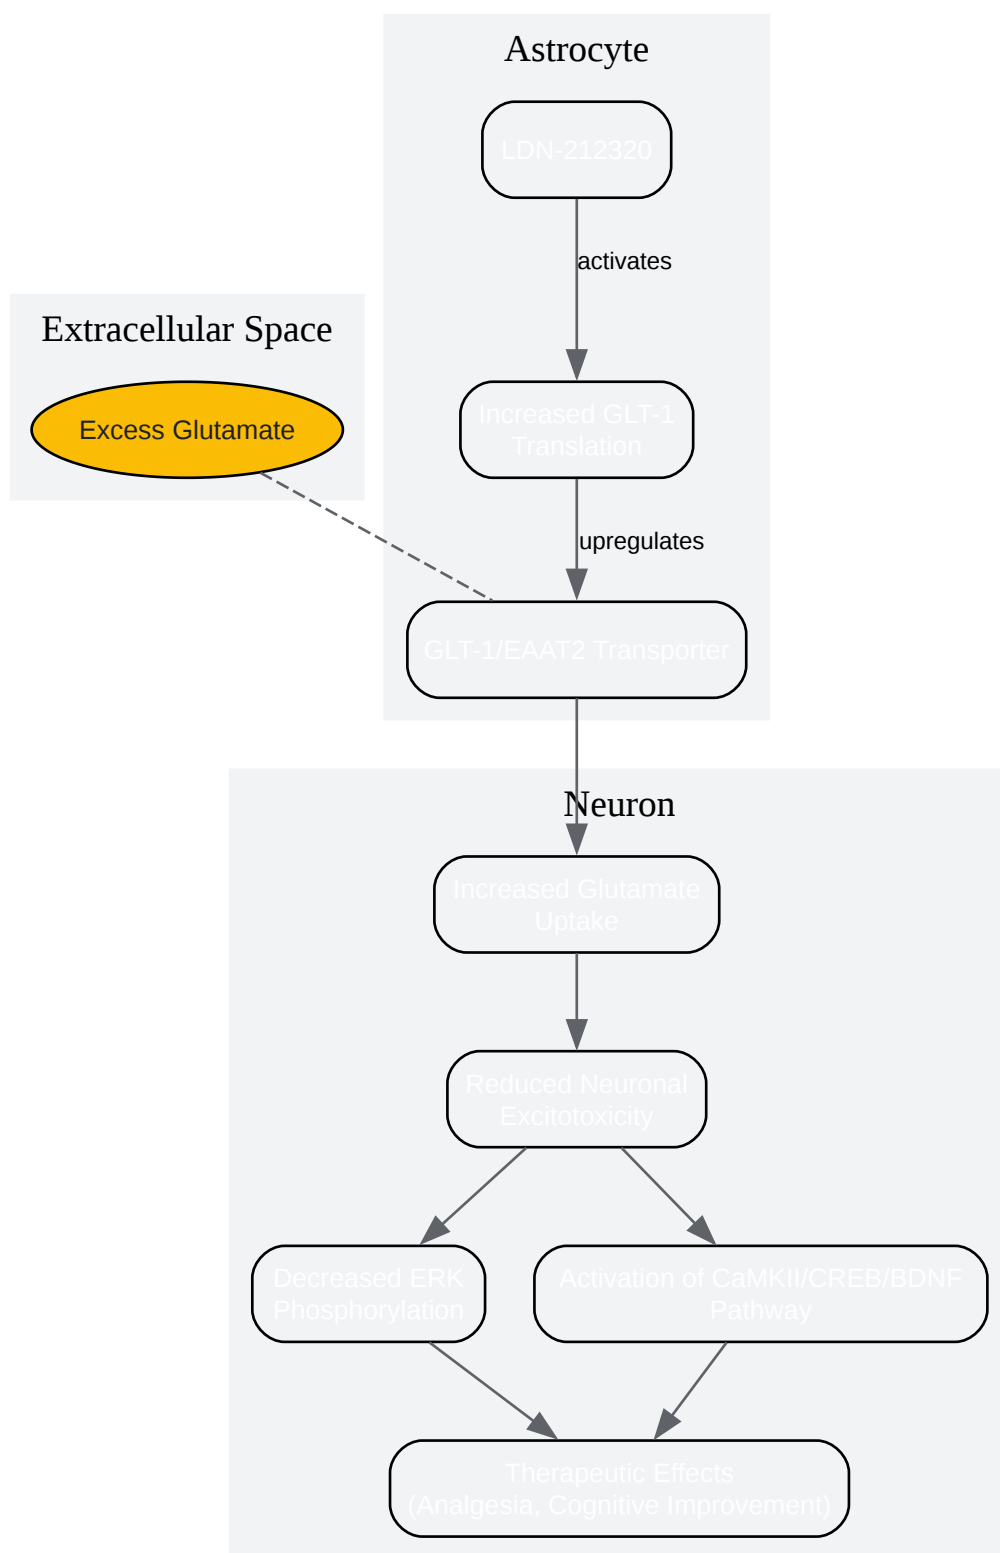 Astrocyte
LDN-212320
activates
Extracellular Space
Excess Glutamate
Increased GLT-1
Translation
upregulates
GLT-1/EAAT2 Transporter
Neuron
Increased Glutamate
Uptake
Reduced Neuronal
Excitotoxicity
Decreased ERK
Phosphorylation
Activation of CaMKII/CREB/BDNF
Pathway
Therapeutic Effects
(Analgesia, Cognitive Improvement)